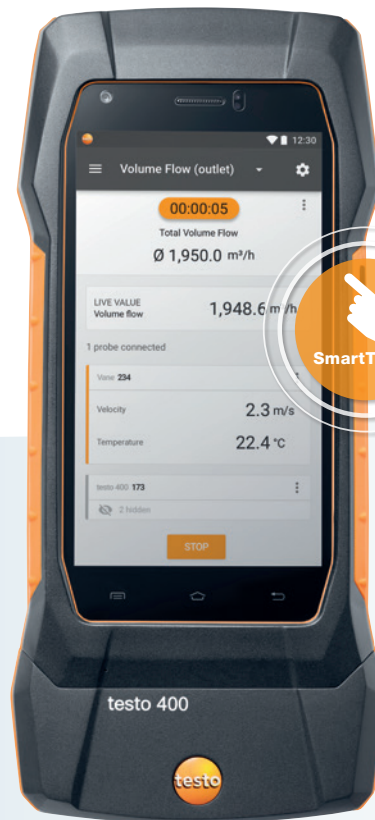 12:30
Volume Flow (outlet)
00:00:05
Total Volume Flow
Ø 1,950.0 m³/h
LIVE VALUE
Volume flow
1,948.6 m³/h
1 probe connected
Vane 234
Velocity 2.3 m/s
Temperature 22.4 °C
testo 400 173
2 hidden
STOP
testo 400
testo